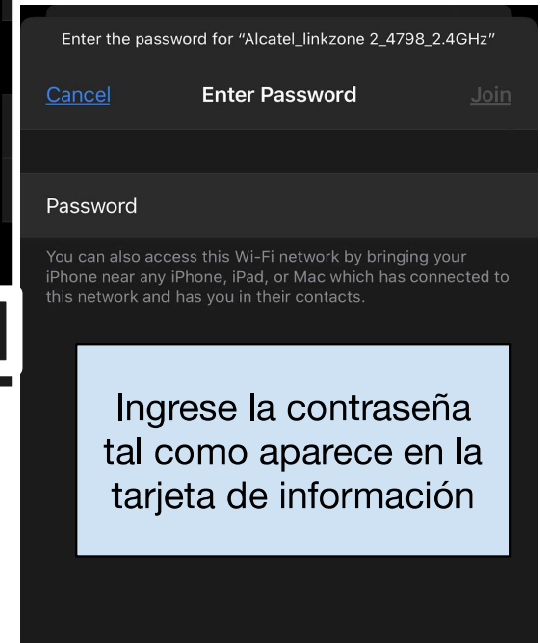 Enter the password for “Alcatel_linkzone 2_4798_2.4GHz”
Cancel Enter Password Join
Password
You can also access this Wi-Fi network by bringing your
iPhone near any iPhone, iPad, or Mac which has connected to
this network and has you in their contacts.
Ingrese la contraseña
tal como aparece en la
tarjeta de información